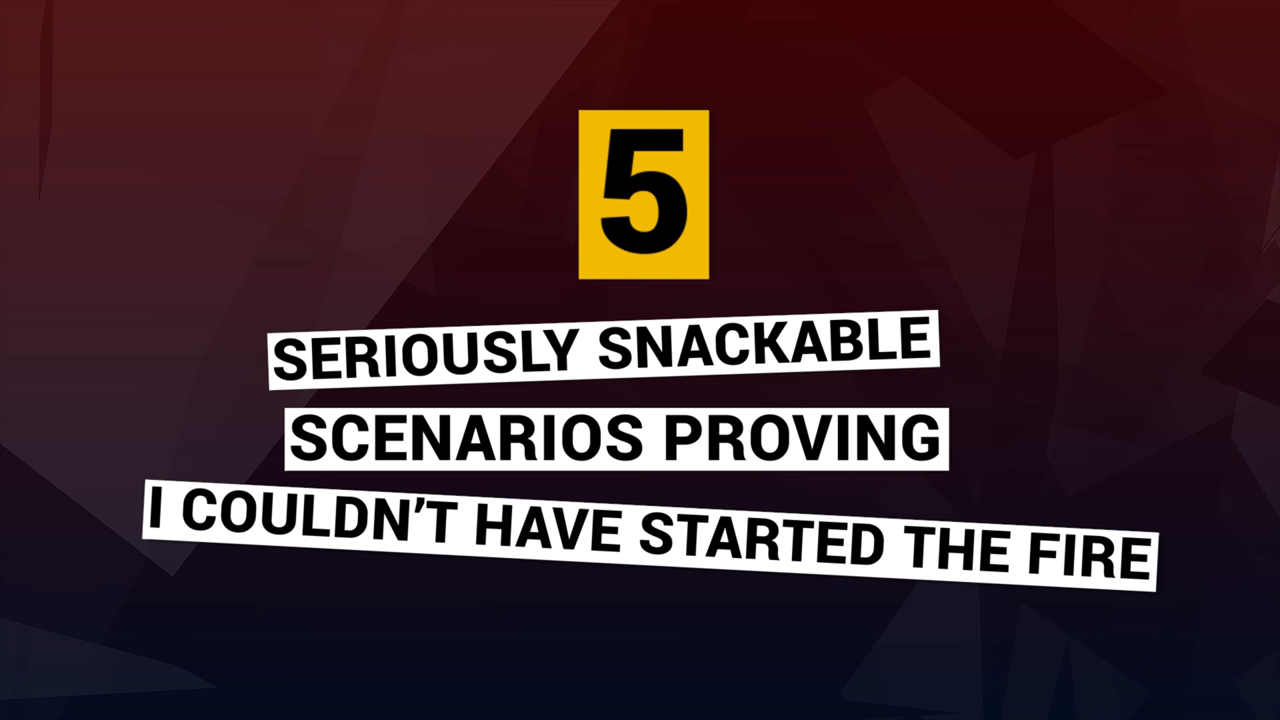 5
SERIOUSLY SNACKABLE
SCENARIOS PROVING
I COULDN’T HAVE STARTED THE FIRE